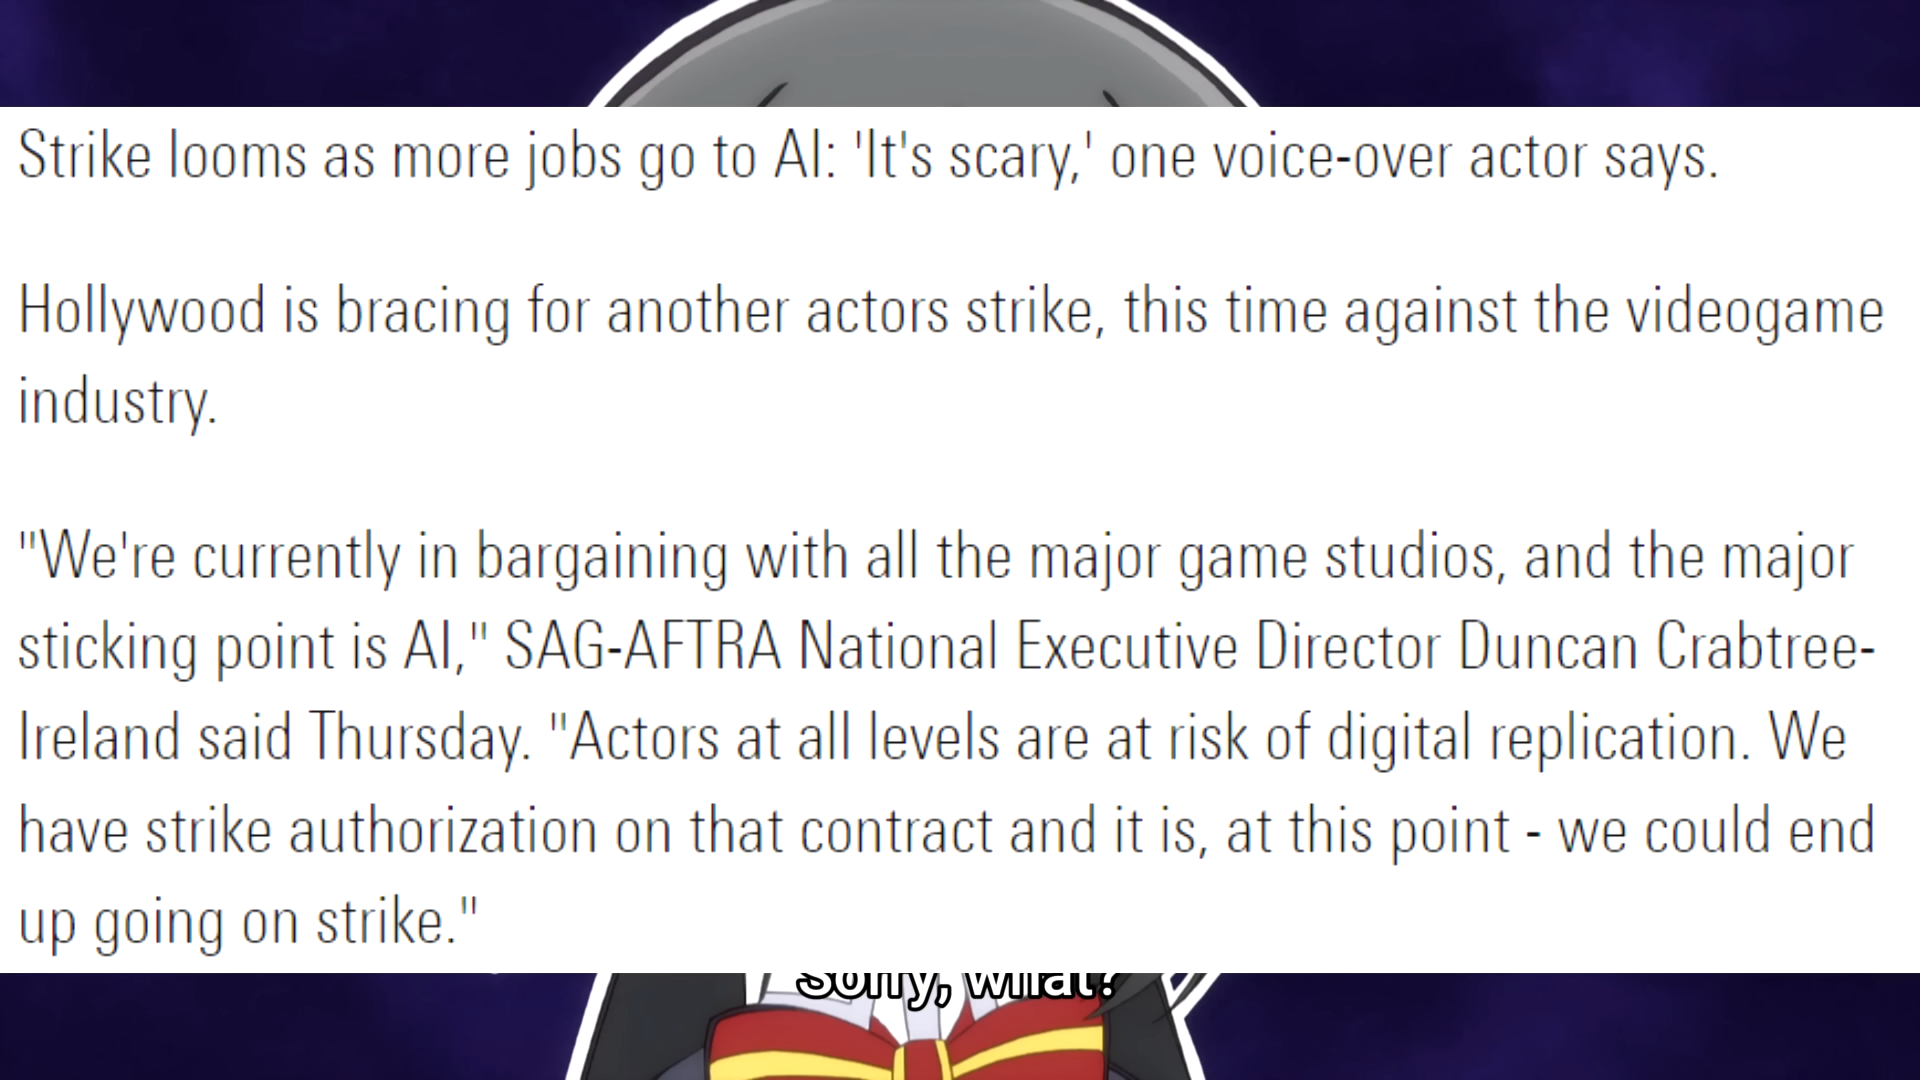 Strike looms as more jobs go to AI: 'It's scary,' one voice-over actor says.
Hollywood is bracing for another actors strike, this time against the videogame
industry.
"We're currently in bargaining with all the major game studios, and the major
sticking point is AI," SAG-AFTRA National Executive Director Duncan Crabtree-
Ireland said Thursday. "Actors at all levels are at risk of digital replication. We
have strike authorization on that contract and it is, at this point - we could end
up going on strike."
Sorry, what?